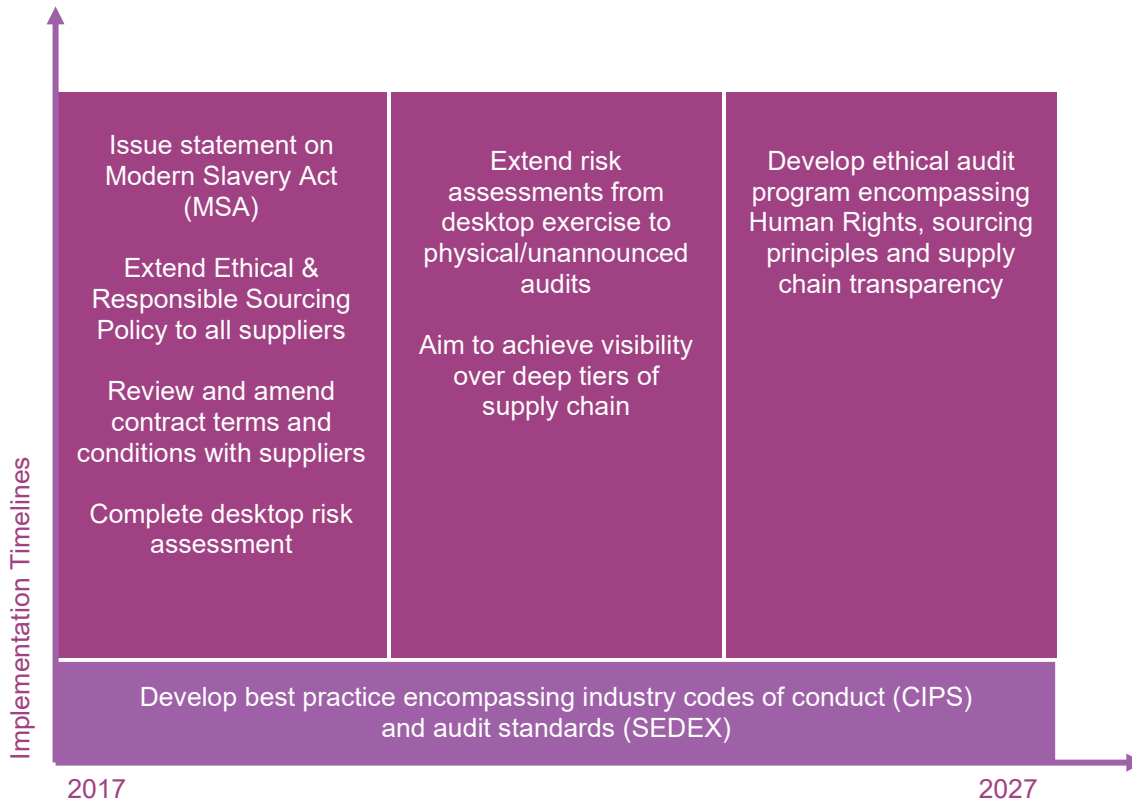 Issue statement on
Modern Slavery Act
(MSA)
Extend Ethical &
Responsible Sourcing
Policy to all suppliers
Review and amend
contract terms and
conditions with suppliers
Complete desktop risk
assessment
Extend risk
assessments from
desktop exercise to
physical/unannounced
audits
Aim to achieve visibility
over deep tiers of
supply chain
Develop ethical audit
program encompassing
Human Rights, sourcing
principles and supply
chain transparency
Develop best practice encompassing industry codes of conduct (CIPS)
and audit standards (SEDEX)
Implementation Timelines
2017
2027